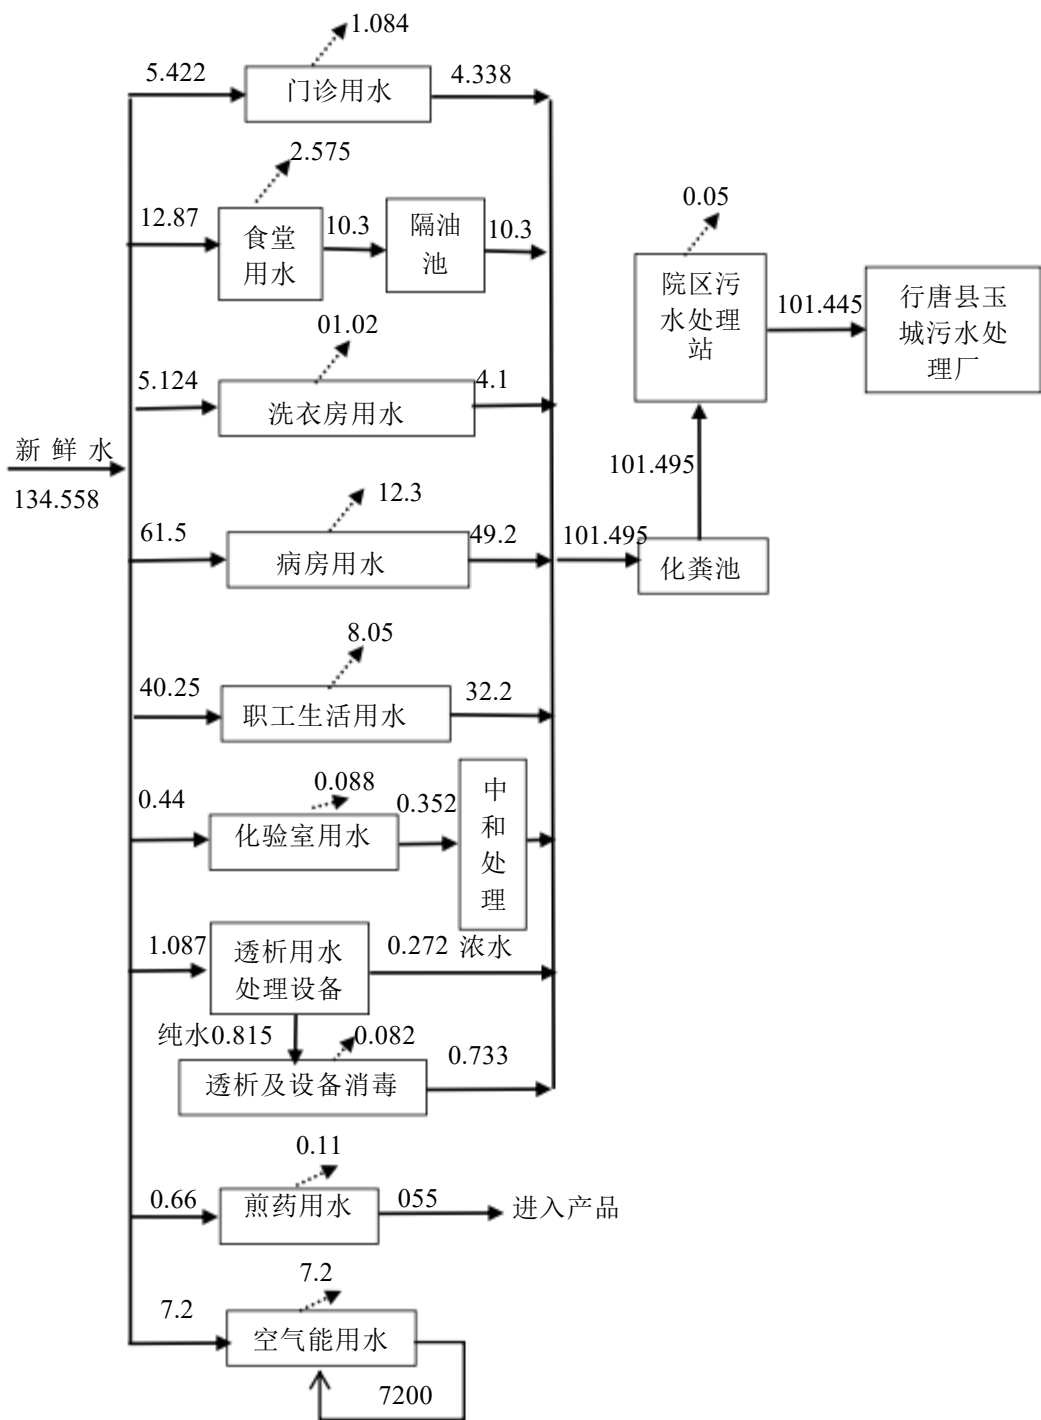 1.084
5.422
门诊用水
4.338
2.575
12.87
食堂
用水
10.3
隔油
池
10.3
0.05
院区污
水处理
站
101.445
行唐县玉
城污水处
理厂
01.02
5.124
洗衣房用水
4.1
新鲜水
134.558
101.495
12.3
61.5
病房用水
49.2
101.495
化粪池
8.05
40.25
职工生活用水
32.2
0.088
0.44
化验室用水
0.352
中
和
处
理
1.087
透析用水
处理设备
0.272 浓水
纯水0.815
0.082
透析及设备消毒
0.733
0.11
0.66
煎药用水
055
进入产品
7.2
7.2
空气能用水
7200